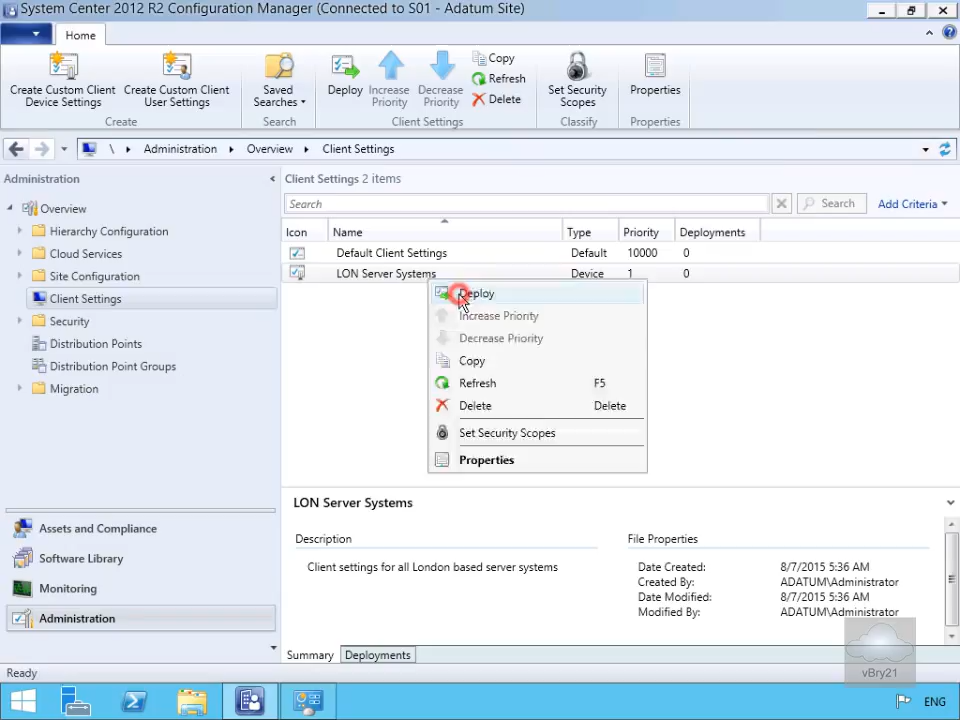 System Center 2012 R2 Configuration Manager (Connected to S01 - Adatum Site)
Home
Create Custom Client Device Settings
Create Custom Client User Settings
Saved Searches
Deploy
Increase Priority
Decrease Priority
Copy
Refresh
Delete
Set Security Scopes
Properties
Create
Search
Client Settings
Classify
Properties
\ Administration Overview Client Settings
Administration
Overview
Hierarchy Configuration
Cloud Services
Site Configuration
Client Settings
Security
Distribution Points
Distribution Point Groups
Migration
Assets and Compliance
Software Library
Monitoring
Administration
Client Settings 2 items
Search
Search
Add Criteria
Icon Name Type Priority Deployments
Default Client Settings Default 10000 0
LON Server Systems Device 1 0
Deploy
Increase Priority
Decrease Priority
Copy
Refresh F5
Delete Delete
Set Security Scopes
Properties
LON Server Systems
Description
Client settings for all London based server systems
File Properties
Date Created: 8/7/2015 5:36 AM
Created By: ADATUM\Administrator
Date Modified: 8/7/2015 5:36 AM
Modified By: ADATUM\Administrator
vBry21
Summary Deployments
Ready
ENG